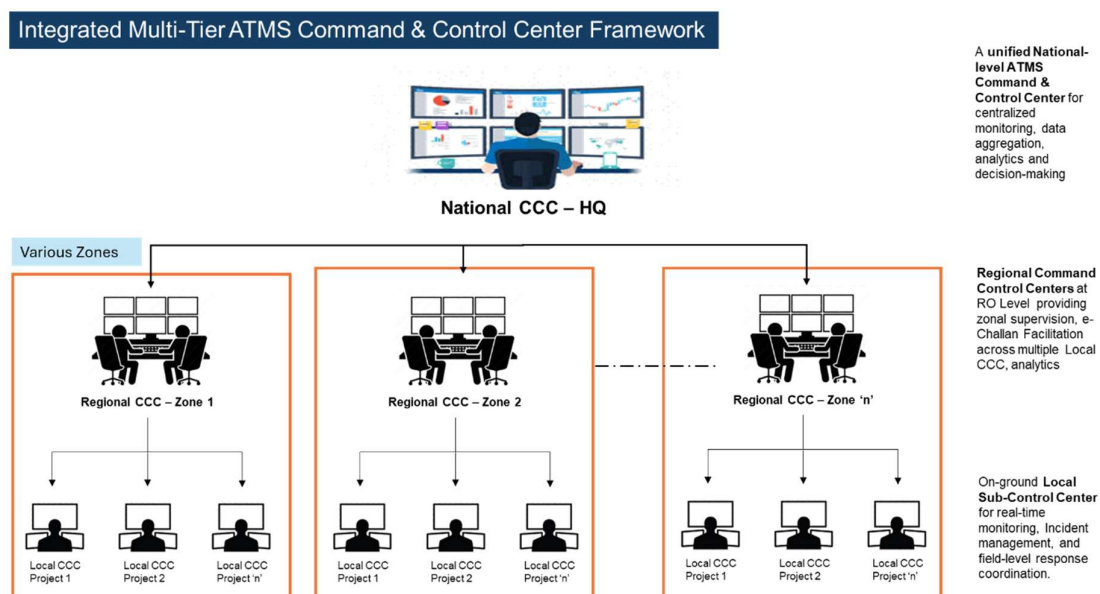 Integrated Multi-Tier ATMS Command & Control Center Framework
A unified National-
level ATMS
Command &
Control Center for
centralized
monitoring, data
aggregation,
analytics and
decision-making
National CCC – HQ
Various Zones
Regional Command
Control Centers at
RO Level providing
zonal supervision, e-
Challan Facilitation
across multiple Local
CCC, analytics
Regional CCC – Zone 1
Regional CCC – Zone 2
Regional CCC – Zone ‘n’
On-ground Local
Sub-Control Center
for real-time
monitoring, Incident
management, and
field-level response
coordination.
Local CCC
Project 1
Local CCC
Project 2
Local CCC
Project ‘n’
Local CCC
Project 1
Local CCC
Project 2
Local CCC
Project ‘n’
Local CCC
Project 1
Local CCC
Project 2
Local CCC
Project ‘n’